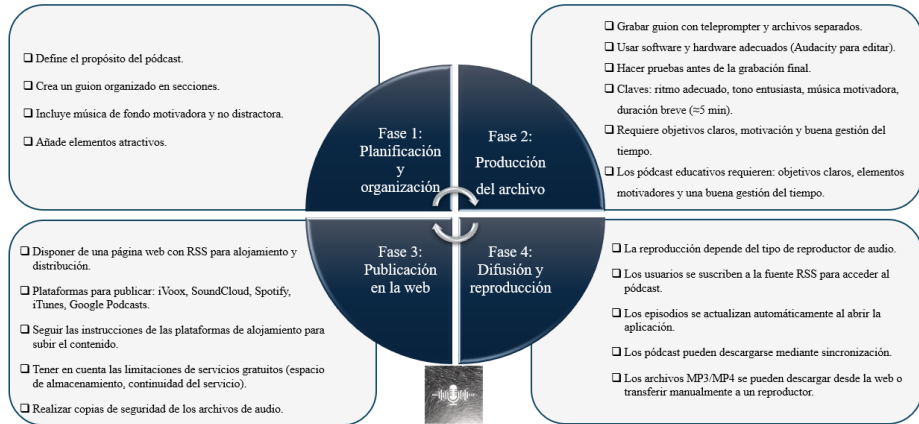 ❑ Define el propósito del pódcast.
❑ Crea un guion organizado en secciones.
❑ Incluye música de fondo motivadora y no distractora.
❑ Añade elementos atractivos.
Fase 1:
Planificación
y
organización
❑ Grabar guion con teleprompter y archivos separados.
❑ Usar software y hardware adecuados (Audacity para editar).
❑ Hacer pruebas antes de la grabación final.
❑ Claves: ritmo adecuado, tono entusiasta, música motivadora,
duración breve (≈5 min).
❑ Requiere objetivos claros, motivación y buena gestión del
tiempo.
❑ Los pódcast educativos requieren: objetivos claros, elementos
motivadores y una buena gestión del tiempo.
Fase 2:
Producción
del archivo
❑ Disponer de una página web con RSS para alojamiento y
distribución.
❑ Plataformas para publicar: iVoox, SoundCloud, Spotify,
iTunes, Google Podcasts.
❑ Seguir las instrucciones de las plataformas de alojamiento para
subir el contenido.
❑ Tener en cuenta las limitaciones de servicios gratuitos (espacio
de almacenamiento, continuidad del servicio).
❑ Realizar copias de seguridad de los archivos de audio.
Fase 3:
Publicación
en la web
Fase 4:
Difusión y
reproducción
❑ La reproducción depende del tipo de reproductor de audio.
❑ Los usuarios se suscriben a la fuente RSS para acceder al
pódcast.
❑ Los episodios se actualizan automáticamente al abrir la
aplicación.
❑ Los pódcast pueden descargarse mediante sincronización.
❑ Los archivos MP3/MP4 se pueden descargar desde la web o
transferir manualmente a un reproductor.